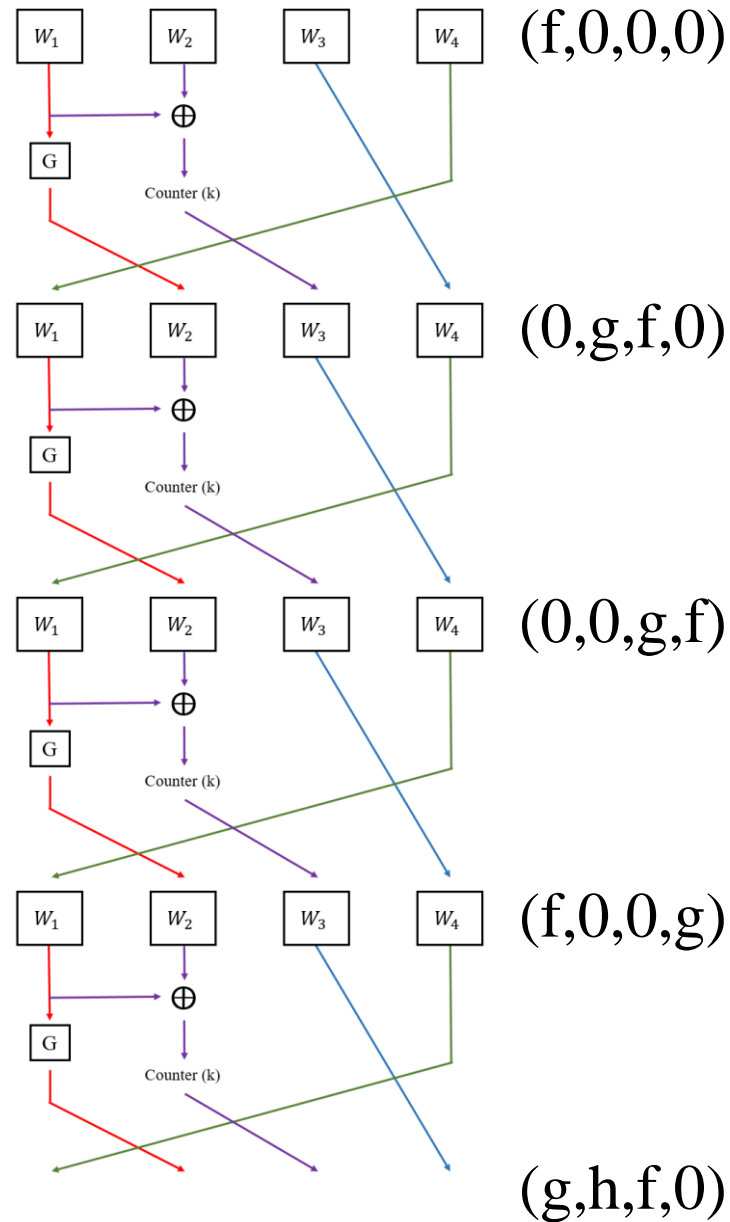 W₁ W₂ W₃ W₄ (f,0,0,0)
G
Counter (k)
W₁ W₂ W₃ W₄ (0,g,f,0)
G
Counter (k)
W₁ W₂ W₃ W₄ (0,0,g,f)
G
Counter (k)
W₁ W₂ W₃ W₄ (f,0,0,g)
G
Counter (k)
(g,h,f,0)